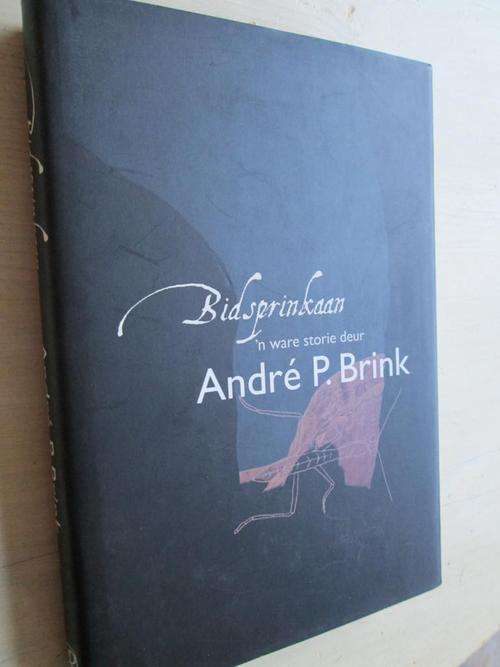 Bidsprinkaan
'n ware storie deur
André P. Brink